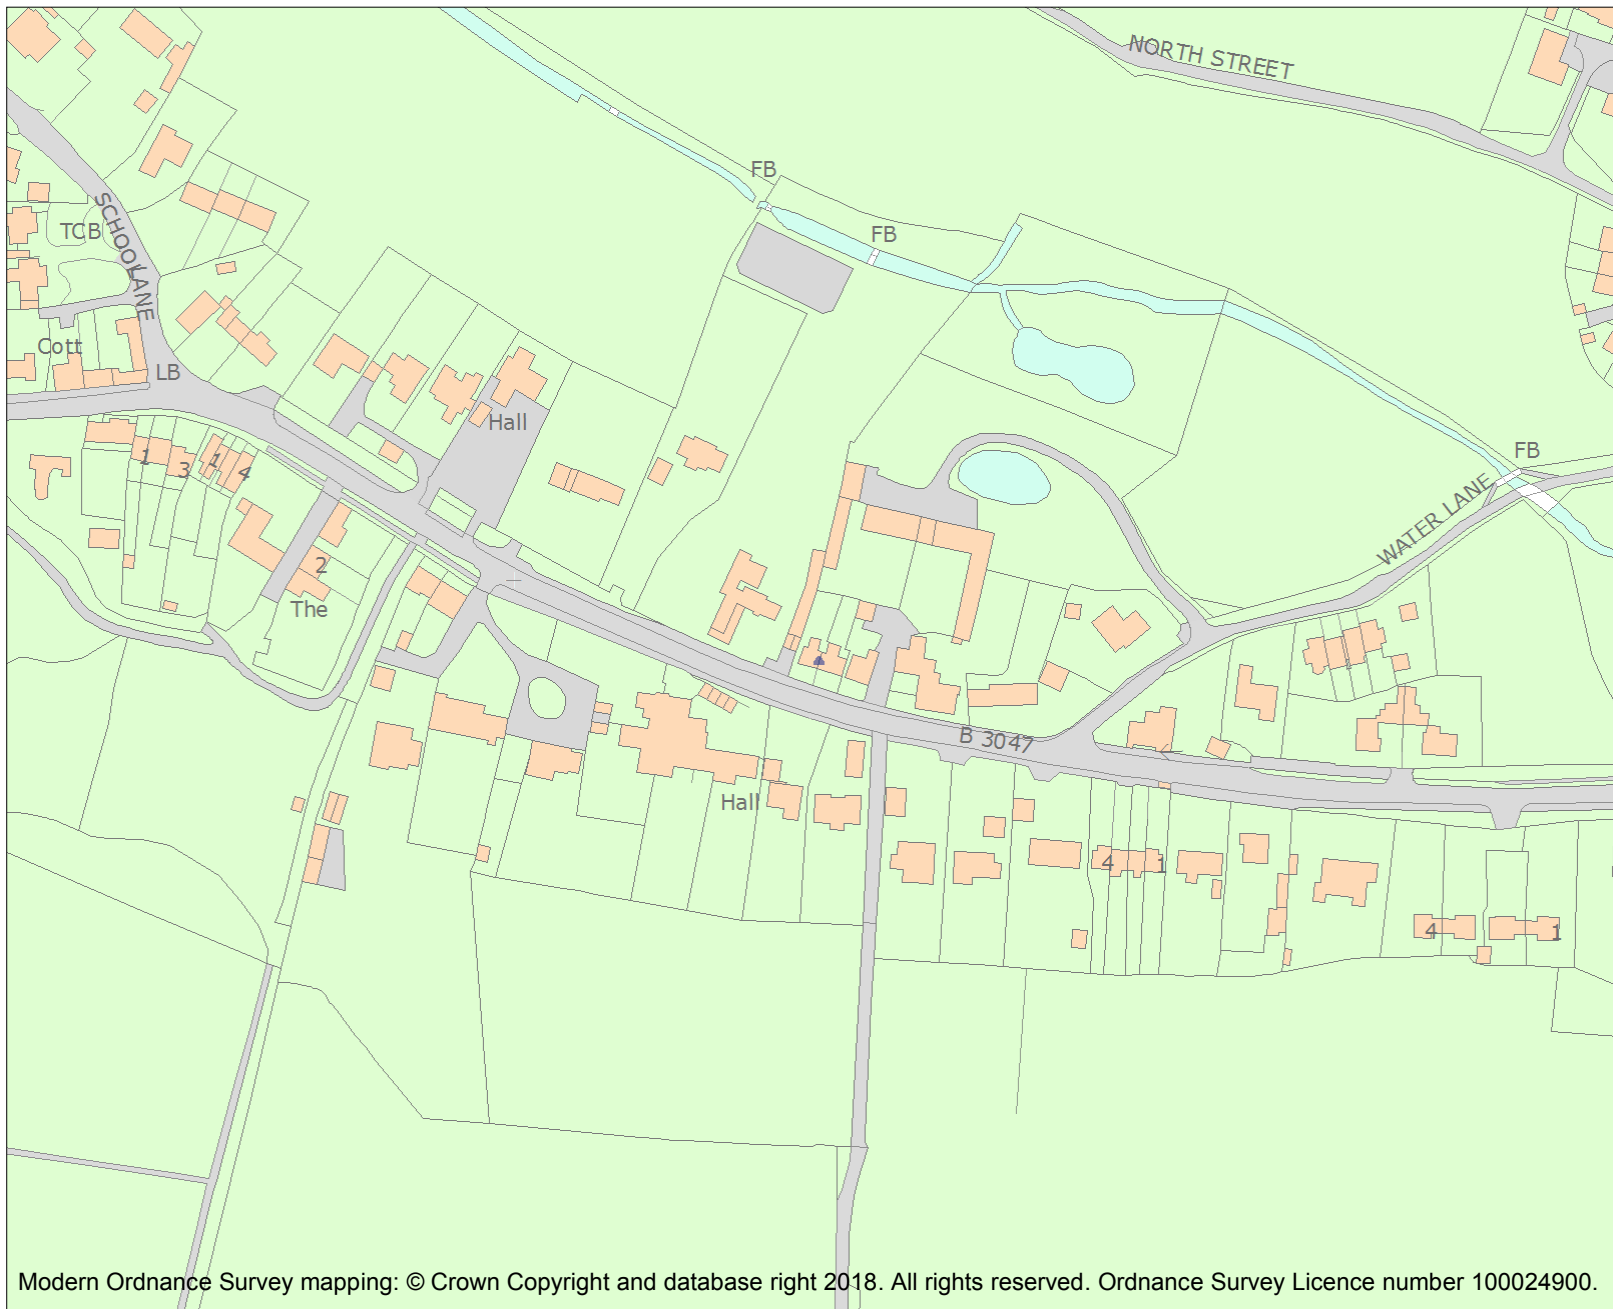 NORTH STREET
FB
SCHOO LANE
TCB
FB
Cott
LB
Hall
FB
1
3
1
4
WATER LANE
2
The
B 3047
Hall
4
1
4
1
Modern Ordnance Survey mapping: © Crown Copyright and database right 2018. All rights reserved. Ordnance Survey Licence number 100024900.